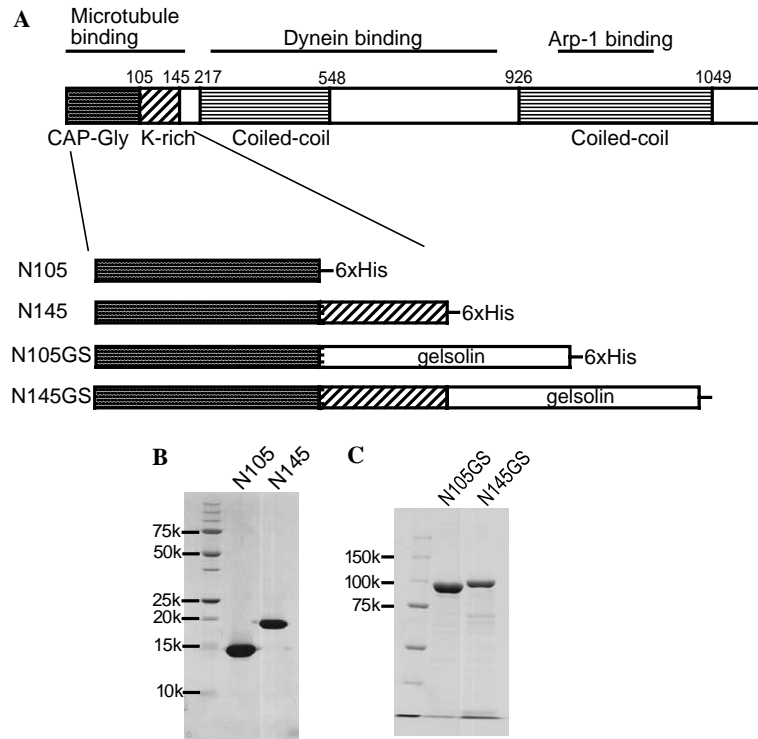 A
Microtubule
binding
Dynein binding
Arp-1 binding
105 145 217 548 926 1049
CAP-Gly K-rich Coiled-coil Coiled-coil
N105 6xHis
N145 6xHis
N105GS gelsolin 6xHis
N145GS gelsolin
B
N105 N145
75k
50k
25k
20k
15k
10k
C
N105GS N145GS
150k
100k
75k